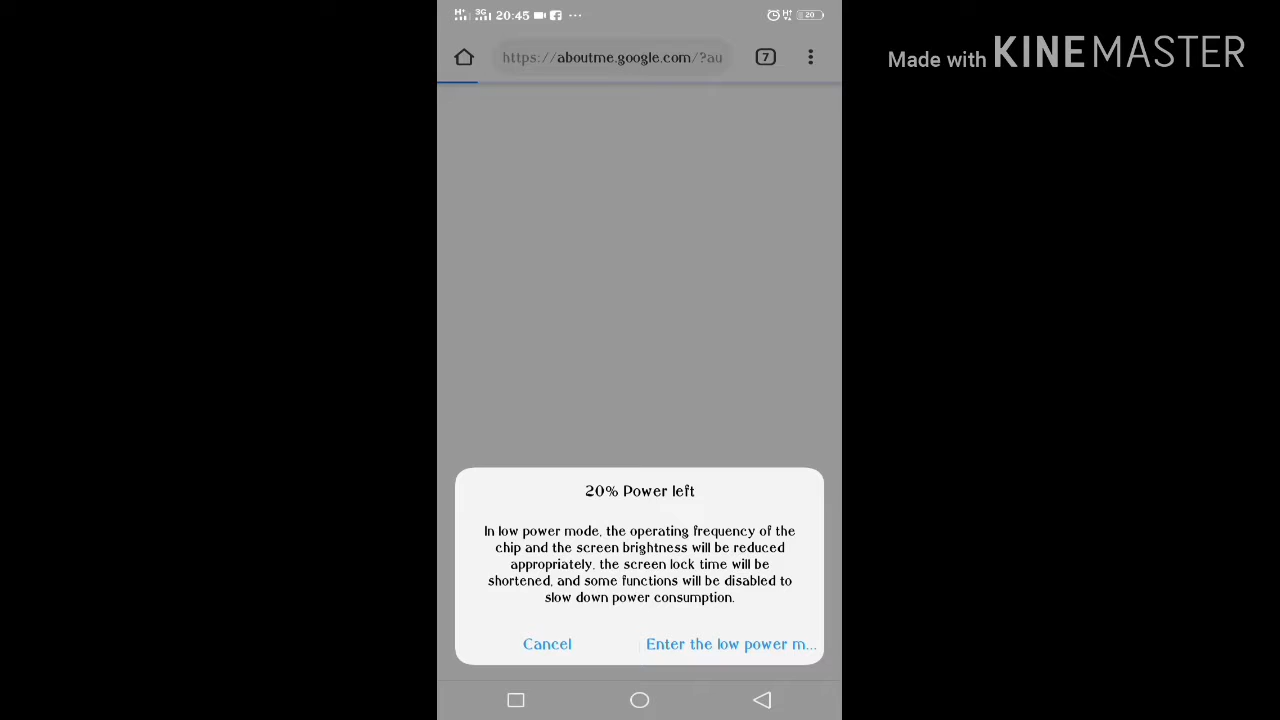 H+ 3G 20:45 ··· H+ 20
https://aboutme.google.com/?au 7
Made with KINEMASTER
20% Power left
In low power mode, the operating frequency of the
chip and the screen brightness will be reduced
appropriately, the screen lock time will be
shortened, and some functions will be disabled to
slow down power consumption.
Cancel Enter the low power m...